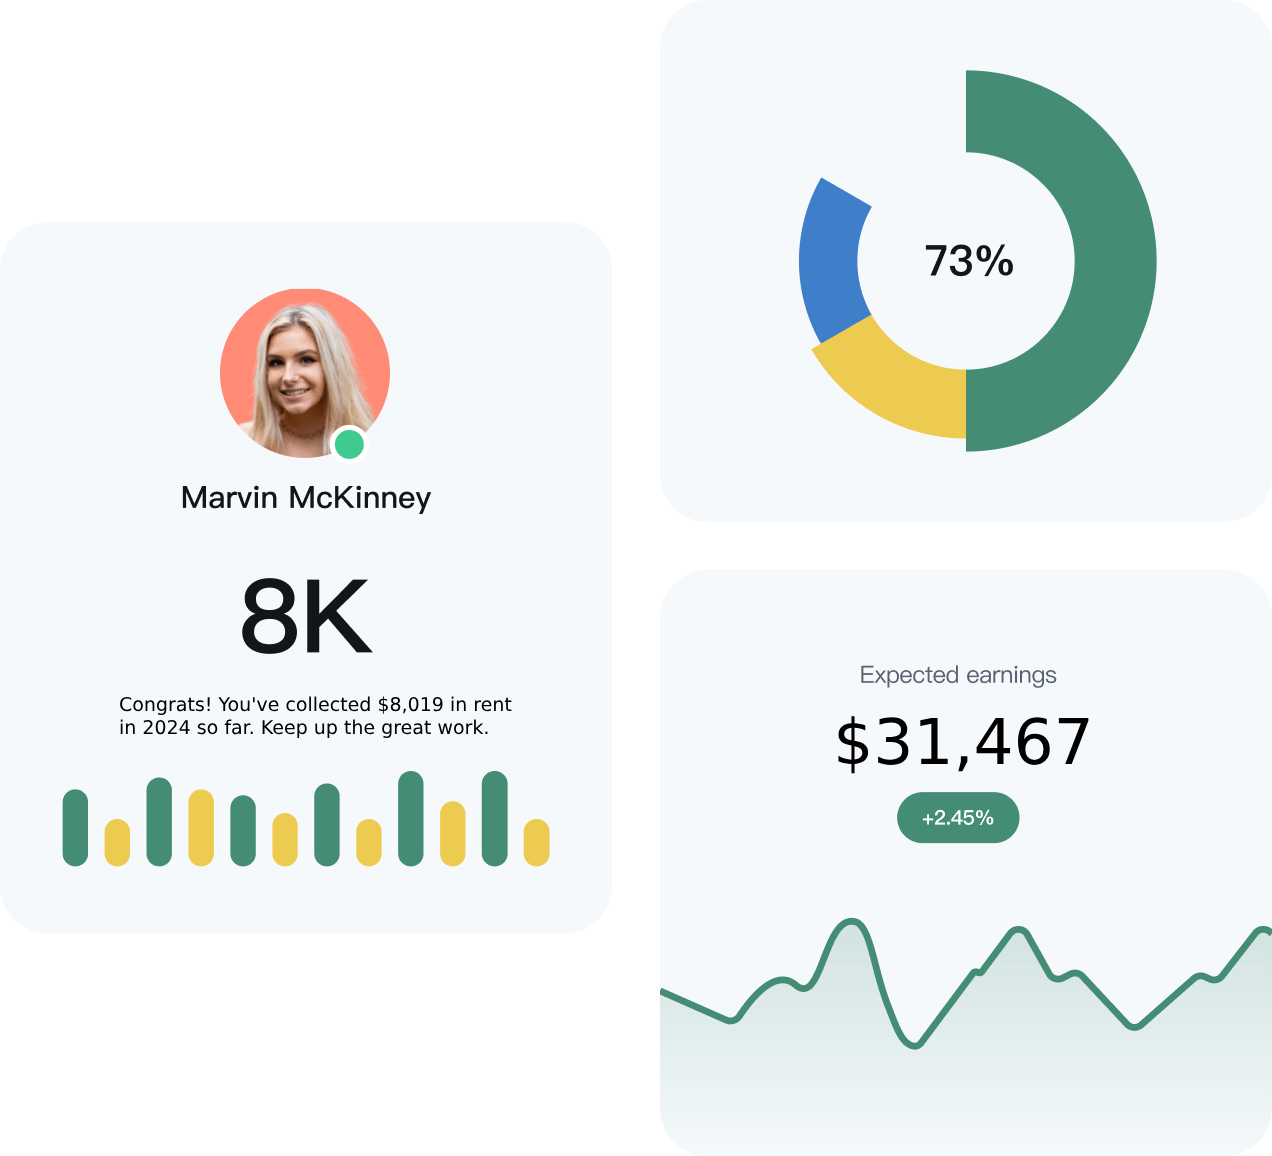 Marvin McKinney
8K
Congrats! You've collected $8,019 in rent
in 2024 so far. Keep up the great work.
73%
Expected earnings
$31,467
+2.45%